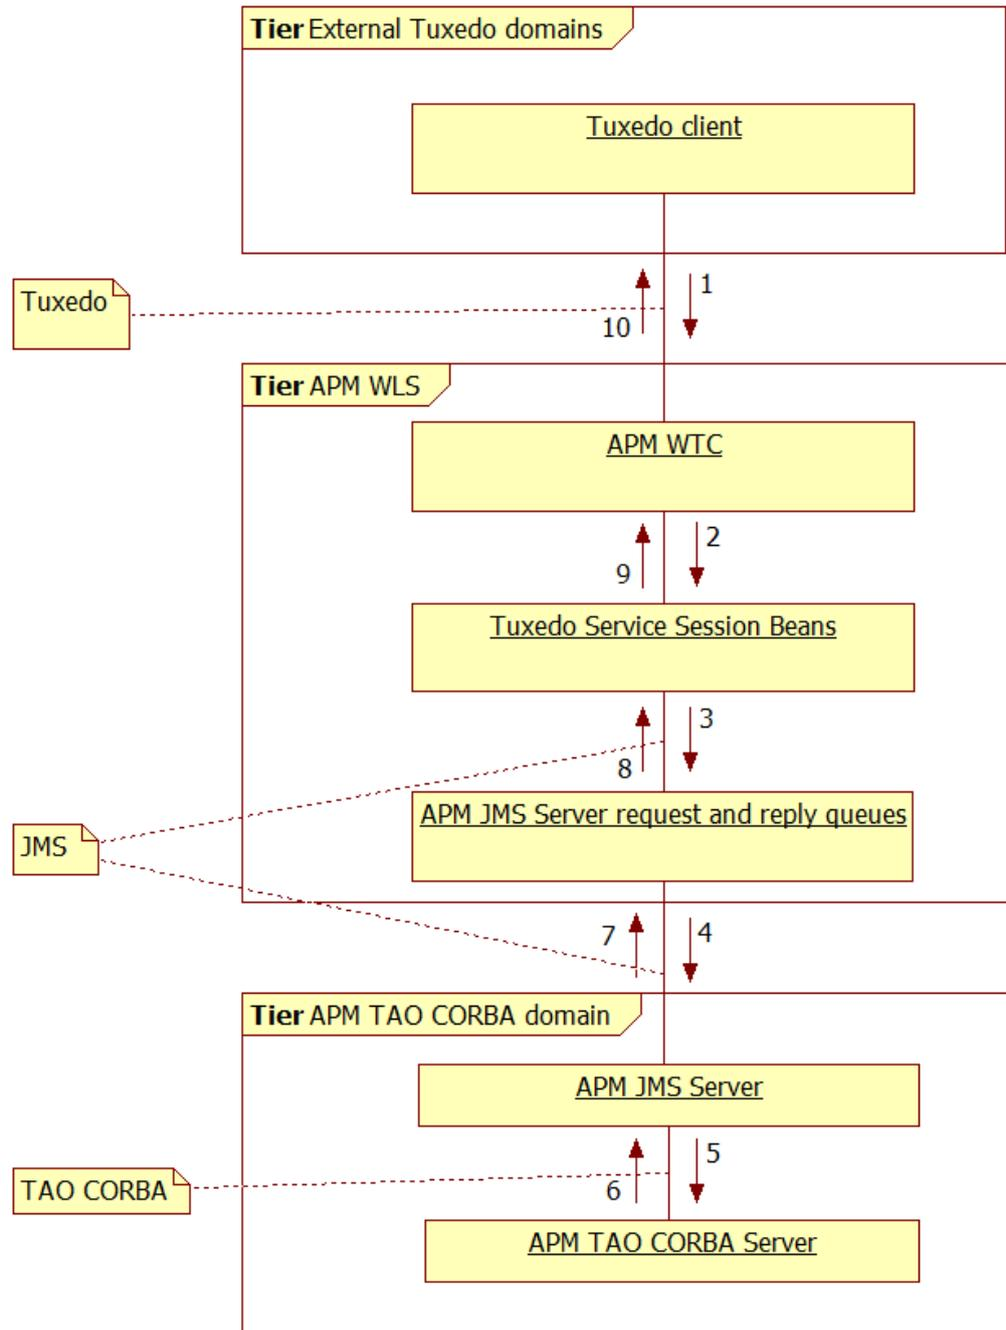 Tier External Tuxedo domains
Tuxedo client
Tuxedo
1
10
Tier APM WLS
APM WTC
2
9
Tuxedo Service Session Beans
3
8
APM JMS Server request and reply queues
JMS
7
4
Tier APM TAO CORBA domain
APM JMS Server
5
TAO CORBA
6
APM TAO CORBA Server